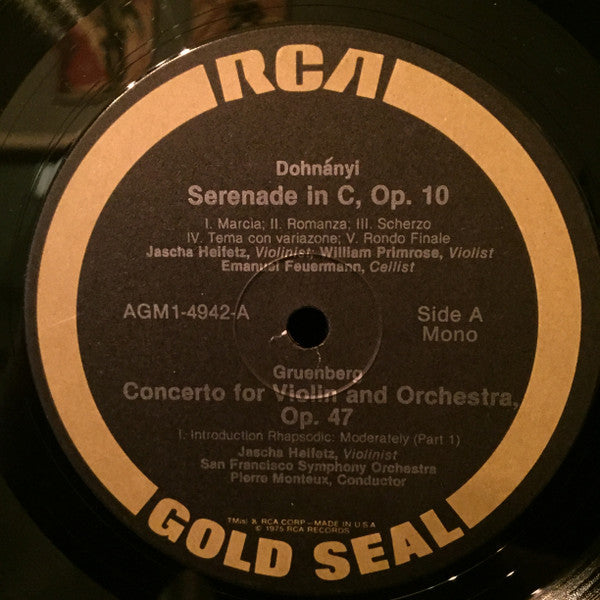 RCA
Dohnányi
Serenade in C, Op. 10
I. Marcia; II. Romanza; III. Scherzo
IV. Tema con variazone; V. Rondo Finale
Jascha Heifetz, Violinist; William Primrose, Violist
Emanuel Feuermann, Cellist
AGM1-4942-A
Side A
Mono
Gruenberg
Concerto for Violin and Orchestra,
Op. 47
I. Introduction Rhapsodic: Moderately (Part 1)
Jascha Heifetz, Violinist
San Francisco Symphony Orchestra
Pierre Monteux, Conductor
TM(s) ® RCA CORP – MADE IN U.S.A
© 1975 RCA RECORDS
GOLD SEAL